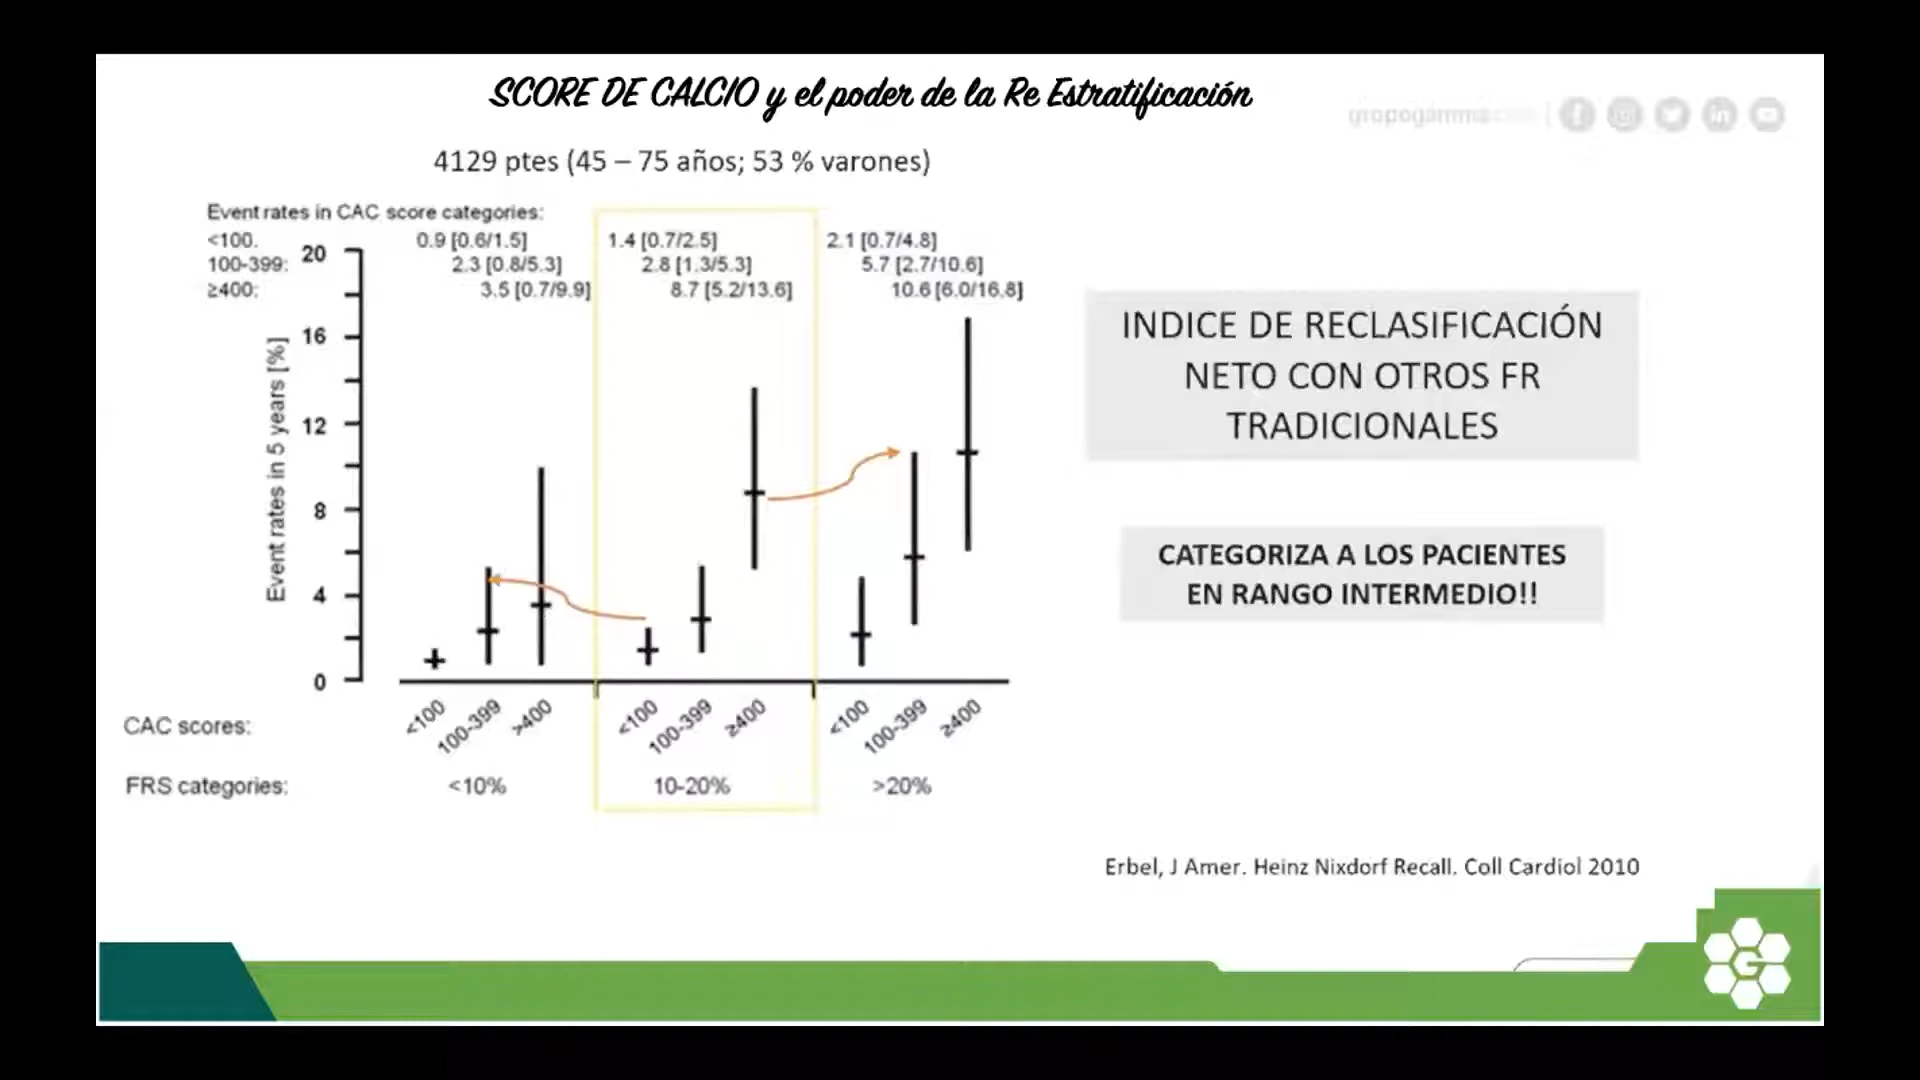 SCORE DE CALCIO y el poder de la Re Estratificación
4129 ptes (45 – 75 años; 53 % varones)
Event rates in CAC score categories:
<100. 0.9 [0.6/1.5] 1.4 [0.7/2.5] 2.1 [0.7/4.8]
100-399: 2.3 [0.8/5.3] 2.8 [1.3/5.3] 5.7 [2.7/10.6]
≥400: 3.5 [0.7/9.9] 8.7 [5.2/13.6] 10.6 [6.0/16.8]
Event rates in 5 years [%]
20
16
12
8
4
0
CAC scores: <100 100-399 >400 <100 100-399 ≥400 <100 100-399 ≥400
FRS categories: <10% 10-20% >20%
INDICE DE RECLASIFICACIÓN
NETO CON OTROS FR
TRADICIONALES
CATEGORIZA A LOS PACIENTES
EN RANGO INTERMEDIO!!
Erbel, J Amer. Heinz Nixdorf Recall. Coll Cardiol 2010